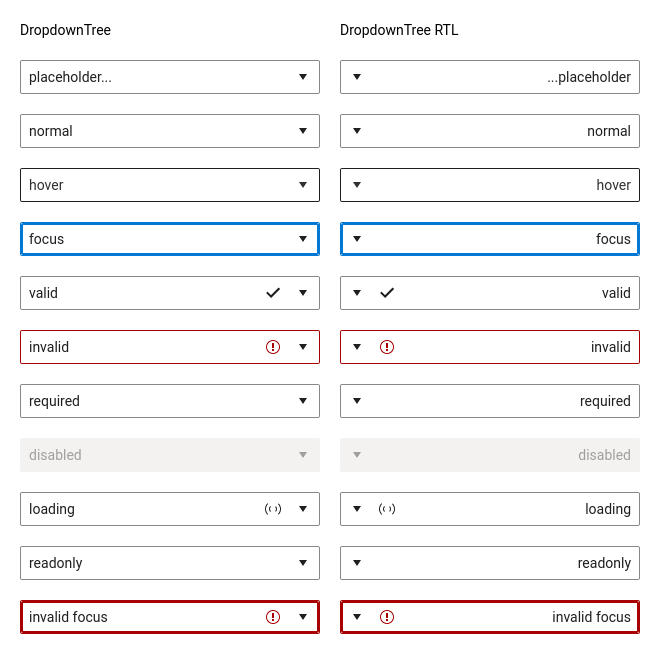 DropdownTree
placeholder...
normal
hover
focus
valid
invalid
required
disabled
loading
readonly
invalid focus
DropdownTree RTL
...placeholder
normal
hover
focus
valid
invalid
required
disabled
loading
readonly
invalid focus